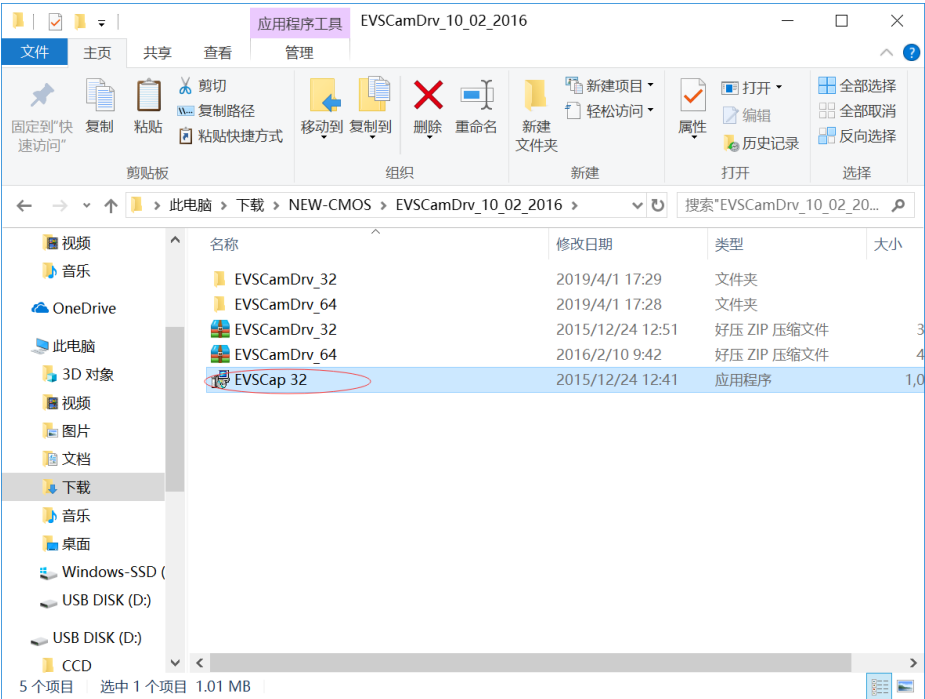 应用程序工具 EVSCamDrv_10_02_2016
文件 主页 共享 查看 管理
固定到"快速访问"
复制
粘贴
剪切
复制路径
粘贴快捷方式
剪贴板
移动到 复制到 删除 重命名
组织
新建
文件夹
新建项目
轻松访问
新建
属性
打开
编辑
历史记录
打开
全部选择
全部取消
反向选择
选择
此电脑 > 下载 > NEW-CMOS > EVSCamDrv_10_02_2016 >
搜索"EVSCamDrv_10_02_20...
视频
音乐
OneDrive
此电脑
3D 对象
视频
图片
文档
下载
音乐
桌面
Windows-SSD (
USB DISK (D:)
USB DISK (D:)
CCD
名称 修改日期 类型 大小
EVSCamDrv_32 2019/4/1 17:29 文件夹
EVSCamDrv_64 2019/4/1 17:28 文件夹
EVSCamDrv_32 2015/12/24 12:51 好压 ZIP 压缩文件 3
EVSCamDrv_64 2016/2/10 9:42 好压 ZIP 压缩文件 4
EVSCap 32 2015/12/24 12:41 应用程序 1,0
5 个项目 选中 1 个项目 1.01 MB